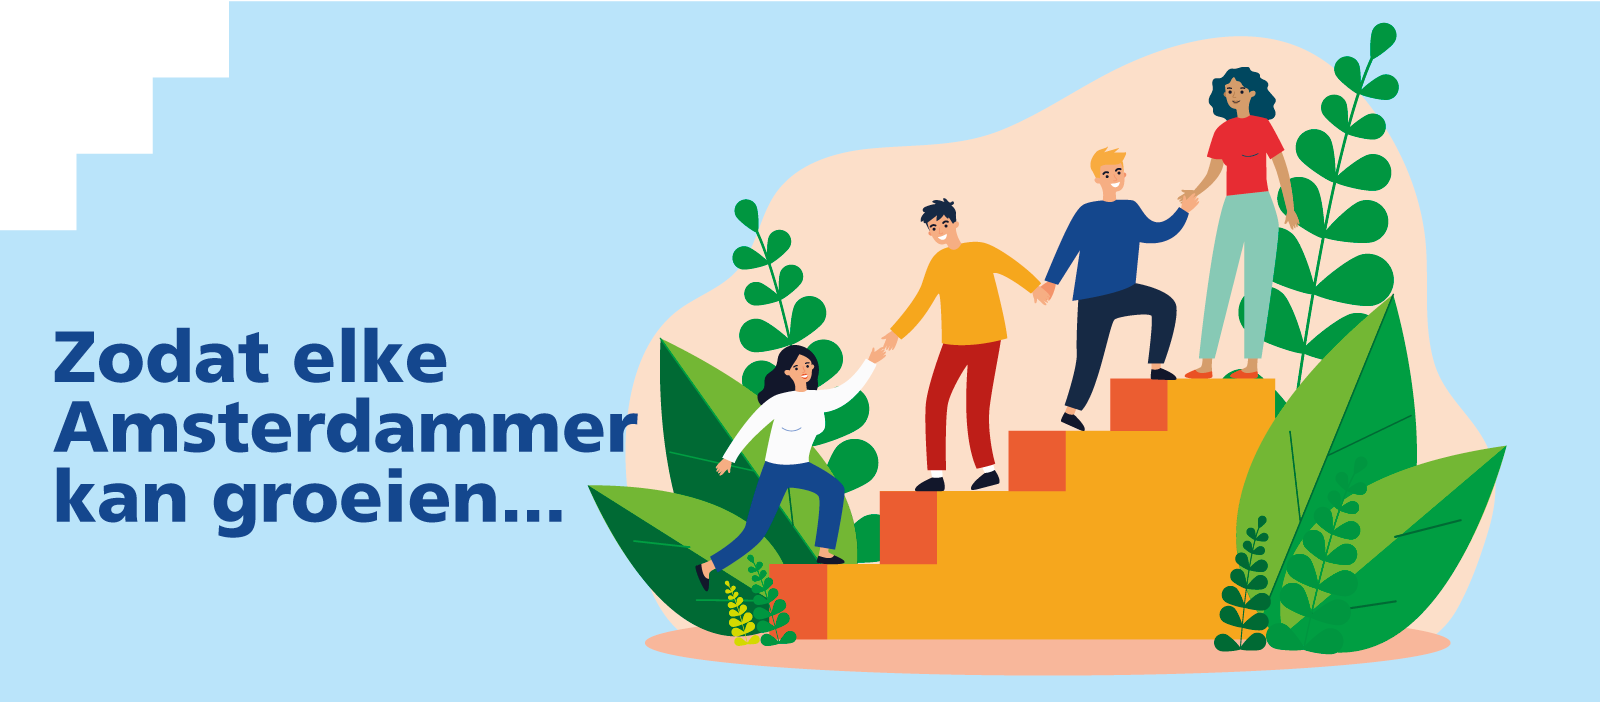 Zodat elke
Amsterdammer
kan groeien...